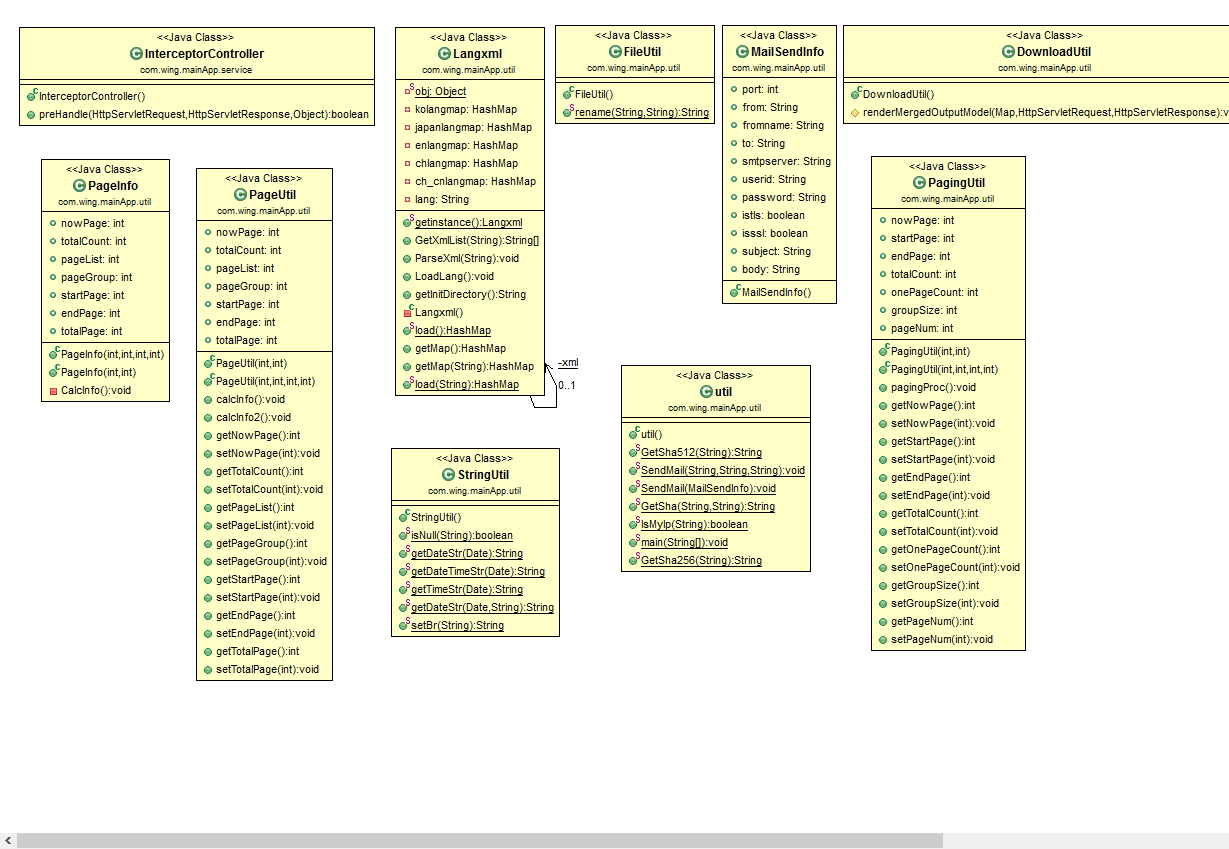 <<Java Class>>
InterceptorController
com.wing.mainApp.service
InterceptorController()
preHandle(HttpServletRequest,HttpServletResponse,Object):boolean
<<Java Class>>
Langxml
com.wing.mainApp.util
obj: Object
kolangmap: HashMap
japanlangmap: HashMap
enlangmap: HashMap
chlangmap: HashMap
ch_cnlangmap: HashMap
lang: String
getinstance():Langxml
GetXmlList(String):String[]
ParseXml(String):void
LoadLang():void
getInitDirectory():String
Langxml()
load():HashMap
getMap():HashMap
getMap(String):HashMap
load(String):HashMap
-xml
0..1
<<Java Class>>
FileUtil
com.wing.mainApp.util
FileUtil()
rename(String,String):String
<<Java Class>>
MailSendInfo
com.wing.mainApp.util
port: int
from: String
fromname: String
to: String
smtpserver: String
userid: String
password: String
istls: boolean
isssl: boolean
subject: String
body: String
MailSendInfo()
<<Java Class>>
DownloadUtil
com.wing.mainApp.util
DownloadUtil()
renderMergedOutputModel(Map,HttpServletRequest,HttpServletResponse):v
<<Java Class>>
PageInfo
com.wing.mainApp.util
nowPage: int
totalCount: int
pageList: int
pageGroup: int
startPage: int
endPage: int
totalPage: int
PageInfo(int,int,int,int)
PageInfo(int,int)
CalcInfo():void
<<Java Class>>
PageUtil
com.wing.mainApp.util
nowPage: int
totalCount: int
pageList: int
pageGroup: int
startPage: int
endPage: int
totalPage: int
PageUtil(int,int)
PageUtil(int,int,int,int)
calcInfo():void
calcInfo2():void
getNowPage():int
setNowPage(int):void
getTotalCount():int
setTotalCount(int):void
getPageList():int
setPageList(int):void
getPageGroup():int
setPageGroup(int):void
getStartPage():int
setStartPage(int):void
getEndPage():int
setEndPage(int):void
getTotalPage():int
setTotalPage(int):void
<<Java Class>>
StringUtil
com.wing.mainApp.util
StringUtil()
isNull(String):boolean
getDateStr(Date):String
getDateTimeStr(Date):String
getTimeStr(Date):String
getDateStr(Date,String):String
setBr(String):String
<<Java Class>>
util
com.wing.mainApp.util
util()
GetSha512(String):String
SendMail(String,String,String):void
SendMail(MailSendInfo):void
GetSha(String,String):String
IsMyIp(String):boolean
main(String[]):void
GetSha256(String):String
<<Java Class>>
PagingUtil
com.wing.mainApp.util
nowPage: int
startPage: int
endPage: int
totalCount: int
onePageCount: int
groupSize: int
pageNum: int
PagingUtil(int,int)
PagingUtil(int,int,int,int)
pagingProc():void
getNowPage():int
setNowPage(int):void
getStartPage():int
setStartPage(int):void
getEndPage():int
setEndPage(int):void
getTotalCount():int
setTotalCount(int):void
getOnePageCount():int
setOnePageCount(int):void
getGroupSize():int
setGroupSize(int):void
getPageNum():int
setPageNum(int):void